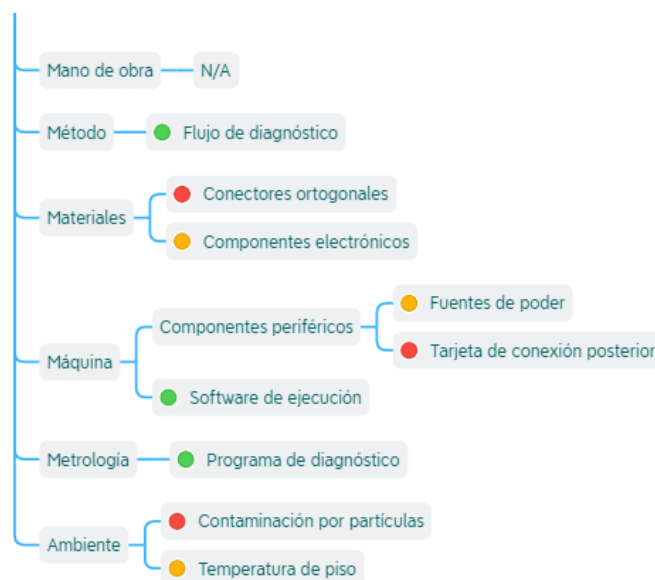 Mano de obra
N/A
Método
Flujo de diagnóstico
Materiales
Conectores ortogonales
Componentes electrónicos
Máquina
Componentes periféricos
Fuentes de poder
Tarjeta de conexión posterior
Software de ejecución
Metrología
Programa de diagnóstico
Ambiente
Contaminación por partículas
Temperatura de piso